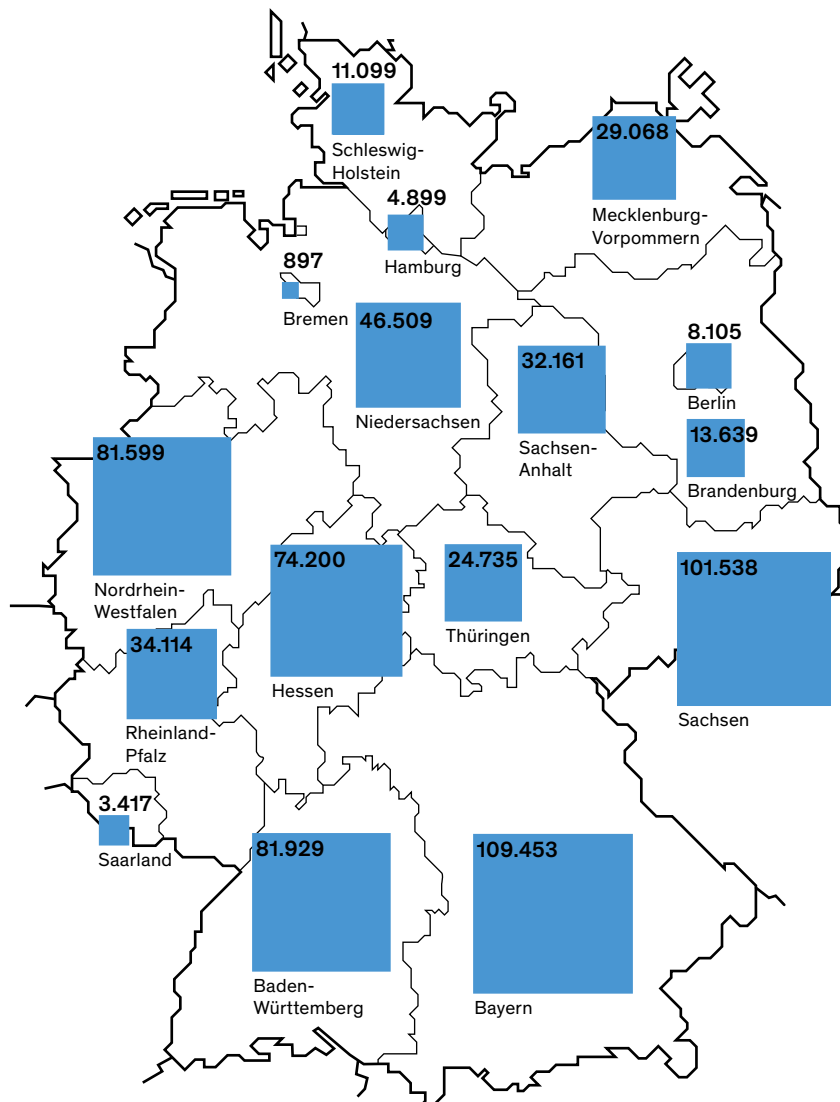 11.099
Schleswig-
Holstein
29.068
Mecklenburg-
Vorpommern
4.899
Hamburg
897
Bremen
46.509
Niedersachsen
32.161
Sachsen-
Anhalt
8.105
Berlin
13.639
Brandenburg
81.599
Nordrhein-
Westfalen
74.200
Hessen
24.735
Thüringen
101.538
Sachsen
34.114
Rheinland-
Pfalz
3.417
Saarland
81.929
Baden-
Württemberg
109.453
Bayern